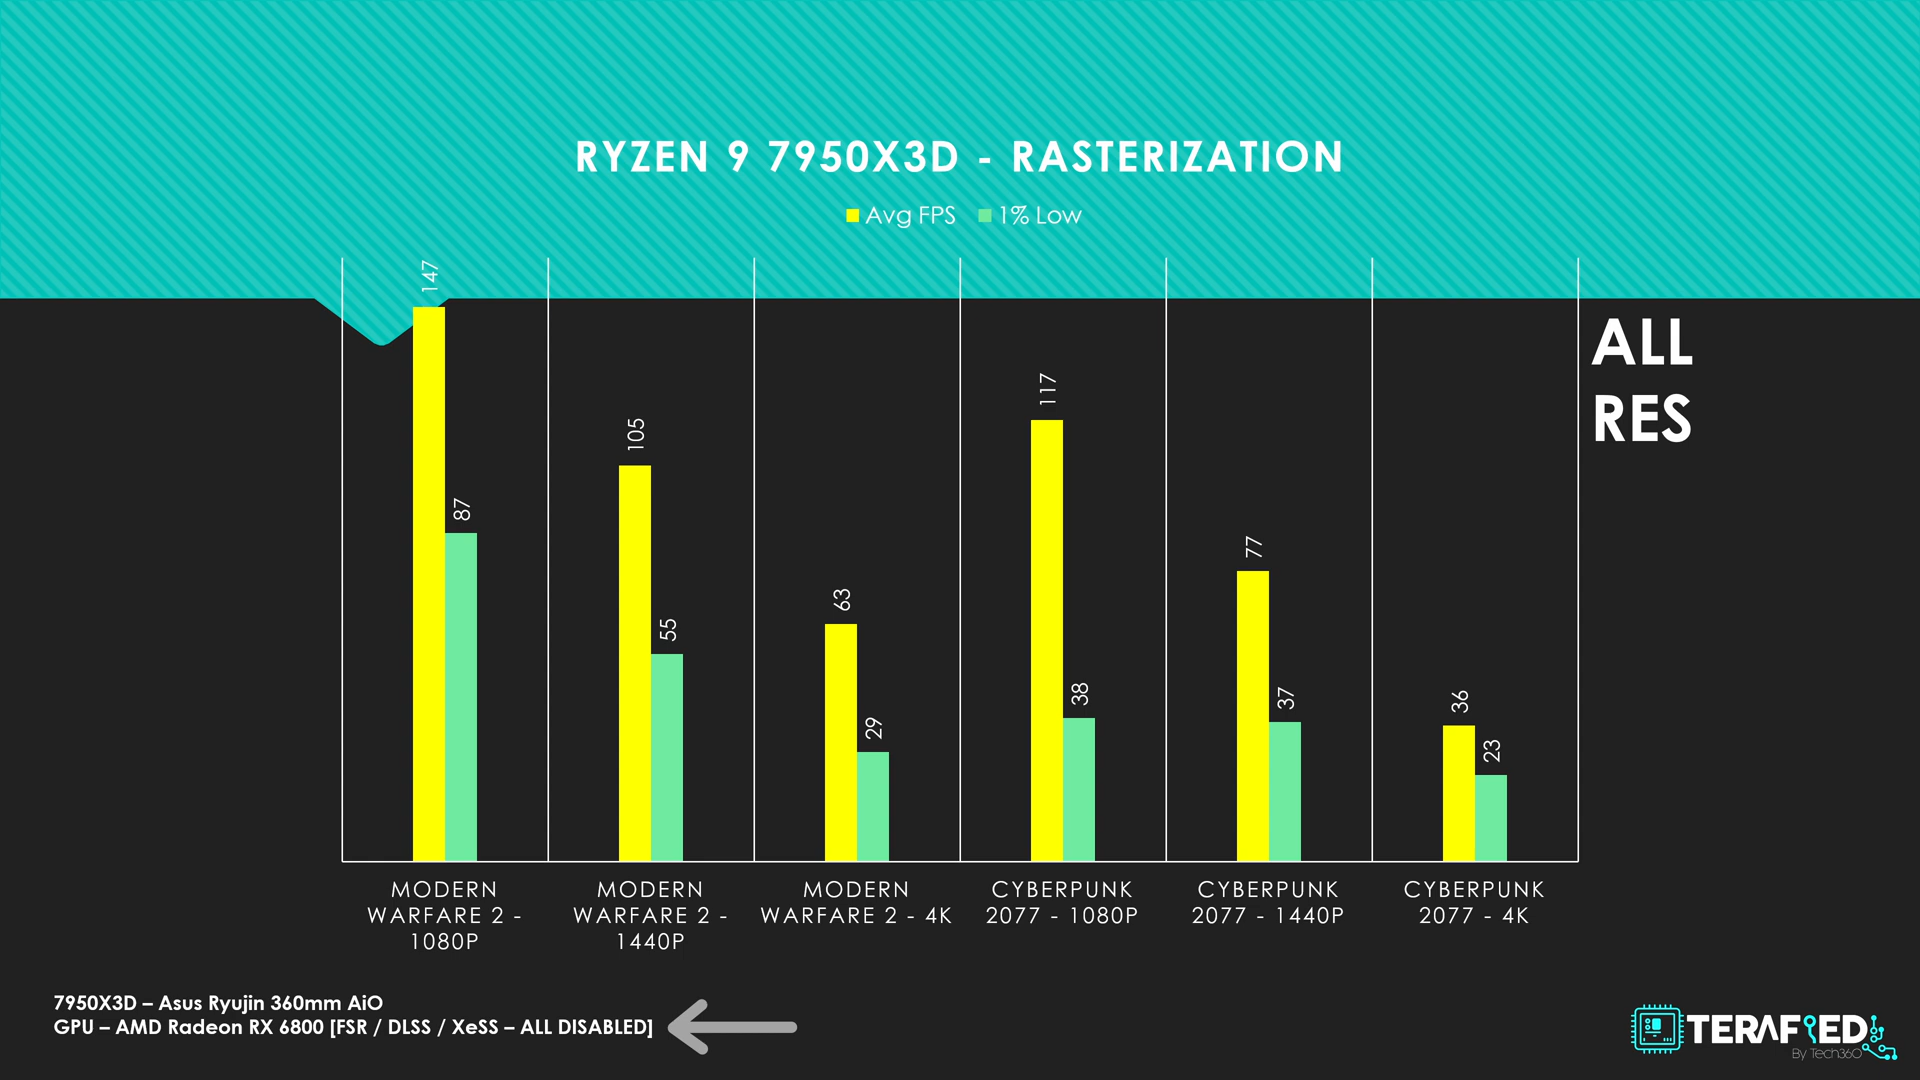 RYZEN 9 7950X3D - RASTERIZATION
Avg FPS 1% Low
147
87
105
55
63
29
117
38
77
37
36
23
ALL
RES
MODERN
WARFARE 2 -
1080P
MODERN
WARFARE 2 -
1440P
MODERN
WARFARE 2 - 4K
CYBERPUNK
2077 - 1080P
CYBERPUNK
2077 - 1440P
CYBERPUNK
2077 - 4K
7950X3D – Asus Ryujin 360mm AiO
GPU – AMD Radeon RX 6800 [FSR / DLSS / XeSS – ALL DISABLED]
TERAFIED
By Tech360